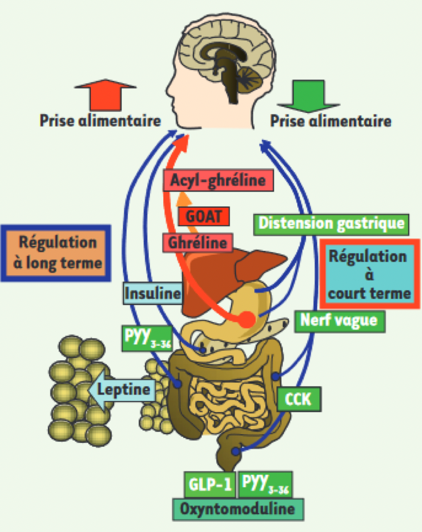 Prise alimentaire
Prise alimentaire
Acyl-ghréline
GOAT
Ghréline
Distension gastrique
Régulation
à long terme
Régulation
à
court terme
Insuline
Nerf vague
PYY3-36
Leptine
CCK
GLP-1
PYY3-36
Oxyntomoduline